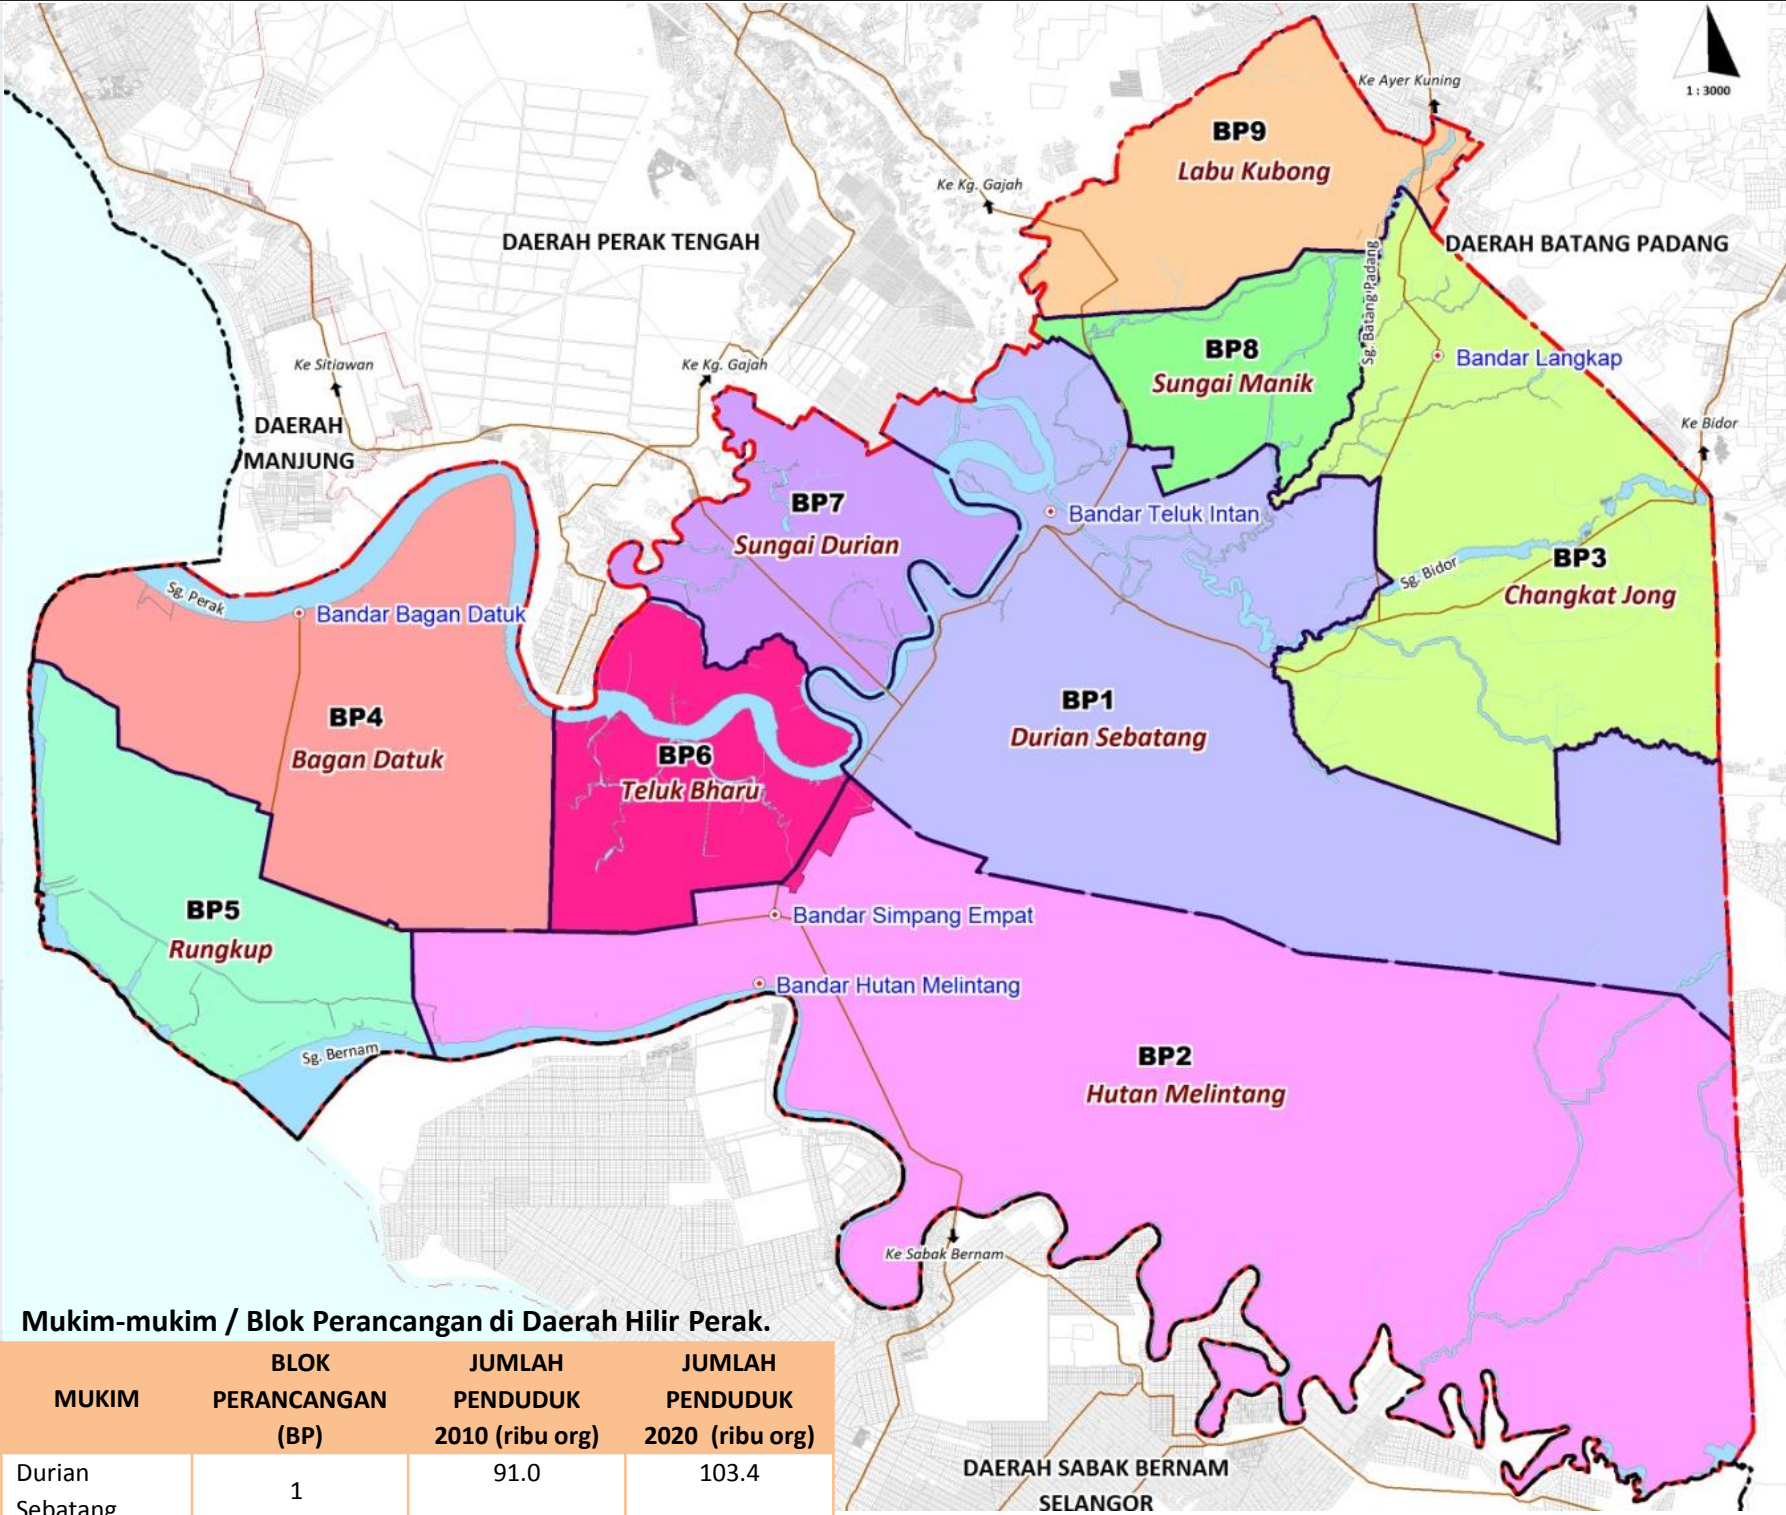 Ke Ayer Kuning
1 : 3000
BP9
Labu Kubong
Ke Kg. Gajah
DAERAH PERAK TENGAH
DAERAH BATANG PADANG
Sg. Batang Padang
BP8
Sungai Manik
Bandar Langkap
Ke Sitiawan
Ke Kg. Gajah
DAERAH
MANJUNG
Ke Bidor
BP7
Sungai Durian
Bandar Teluk Intan
BP3
Changkat Jong
Sg. Bidor
Sg. Perak
Bandar Bagan Datuk
BP1
Durian Sebatang
BP4
Bagan Datuk
BP6
Teluk Bharu
BP5
Rungkup
Bandar Simpang Empat
Bandar Hutan Melintang
Sg. Bernam
BP2
Hutan Melintang
Ke Sabak Bernam
DAERAH SABAK BERNAM
SELANGOR
Mukim-mukim / Blok Perancangan di Daerah Hilir Perak.
MUKIM
BLOK
PERANCANGAN
(BP)
JUMLAH
PENDUDUK
2010 (ribu org)
JUMLAH
PENDUDUK
2020 (ribu org)
Durian
Sebatang
1
91.0
103.4